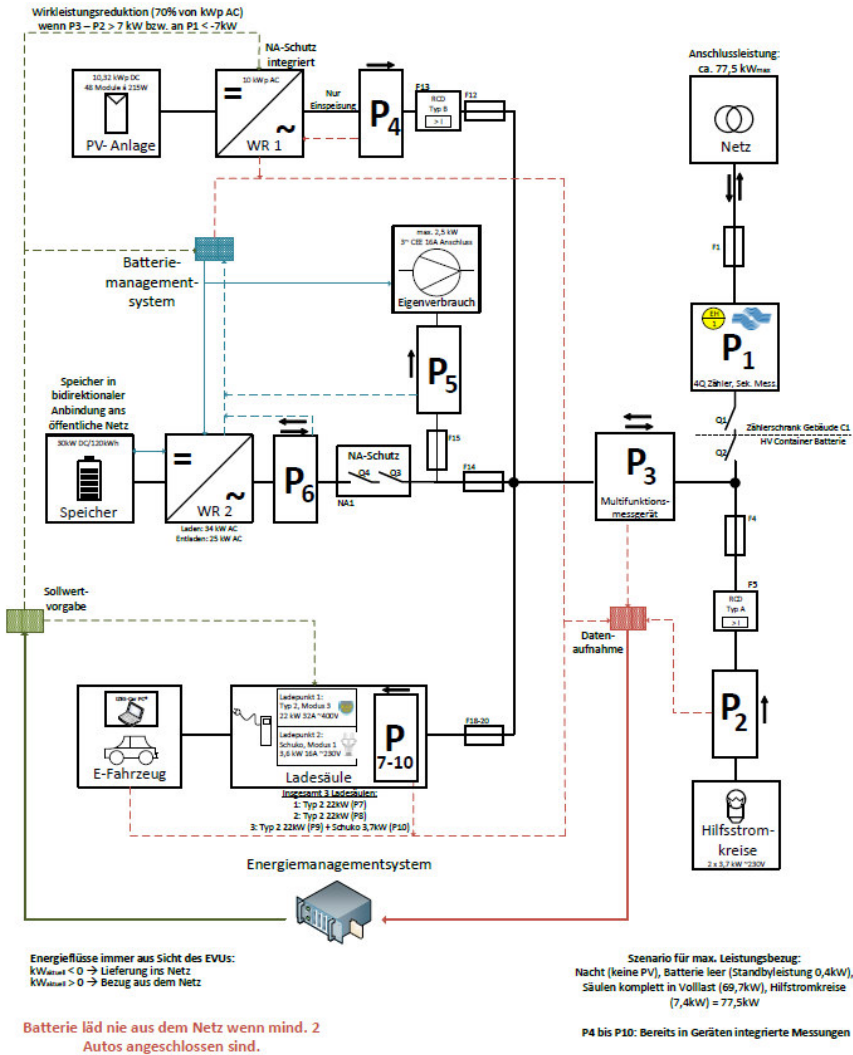 Wirkleistungsreduktion (70% von kWp AC)
wenn P3 – P2 > 7 kW bzw. an P1 < -7kW
NA-Schutz
integriert
Anschlussleistung:
ca. 77,5 kWmax
10,32 kWp DC
48 Module á 215W
PV- Anlage
10 kWp AC
=
~
WR 1
Nur
Einspeisung
P4
F13
RCD
Typ B
> I
F12
Netz
F1
max. 2,5 kW
3~ CEE 16A Anschluss
Eigenverbrauch
Batterie-
management-
system
EH
1
P1
4Q Zähler, Sek. Mess.
P5
F15
Speicher in
bidirektionaler
Anbindung ans
öffentliche Netz
Q1
Zählerschrank Gebäude C1
HV Container Batterie
Q2
30kW DC/120kWh
Speicher
=
~
WR 2
Laden: 34 kW AC
Entladen: 25 kW AC
P6
NA-Schutz
Q4
Q3
NA1
F14
P3
Multifunktions-
messgerät
F4
F5
RCD
Typ A
> I
Sollwert-
vorgabe
Daten-
aufnahme
P2
E-Fahrzeug
Ladepunkt 1:
Typ 2, Modus 3
22 kW 32A ~400V
Ladepunkt 2:
Schuko, Modus 1
3,6 kW 16A ~230V
P
7-10
Ladesäule
F18-20
Insgesamt 3 Ladesäulen:
1: Typ 2 22kW (P7)
2: Typ 2 22kW (P8)
3: Typ 2 22kW (P9) + Schuko 3,7kW (P10)
Hilfsstrom-
kreise
2 x 3,7 kW ~230V
Energiemanagementsystem
Energieflüsse immer aus Sicht des EVUs:
kWaktuell < 0 → Lieferung ins Netz
kWaktuell > 0 → Bezug aus dem Netz
Szenario für max. Leistungsbezug:
Nacht (keine PV), Batterie leer (Standbyleistung 0,4kW),
Säulen komplett in Volllast (69,7kW), Hilfstromkreise
(7,4kW) = 77,5kW
Batterie läd nie aus dem Netz wenn mind. 2
Autos angeschlossen sind.
P4 bis P10: Bereits in Geräten integrierte Messungen